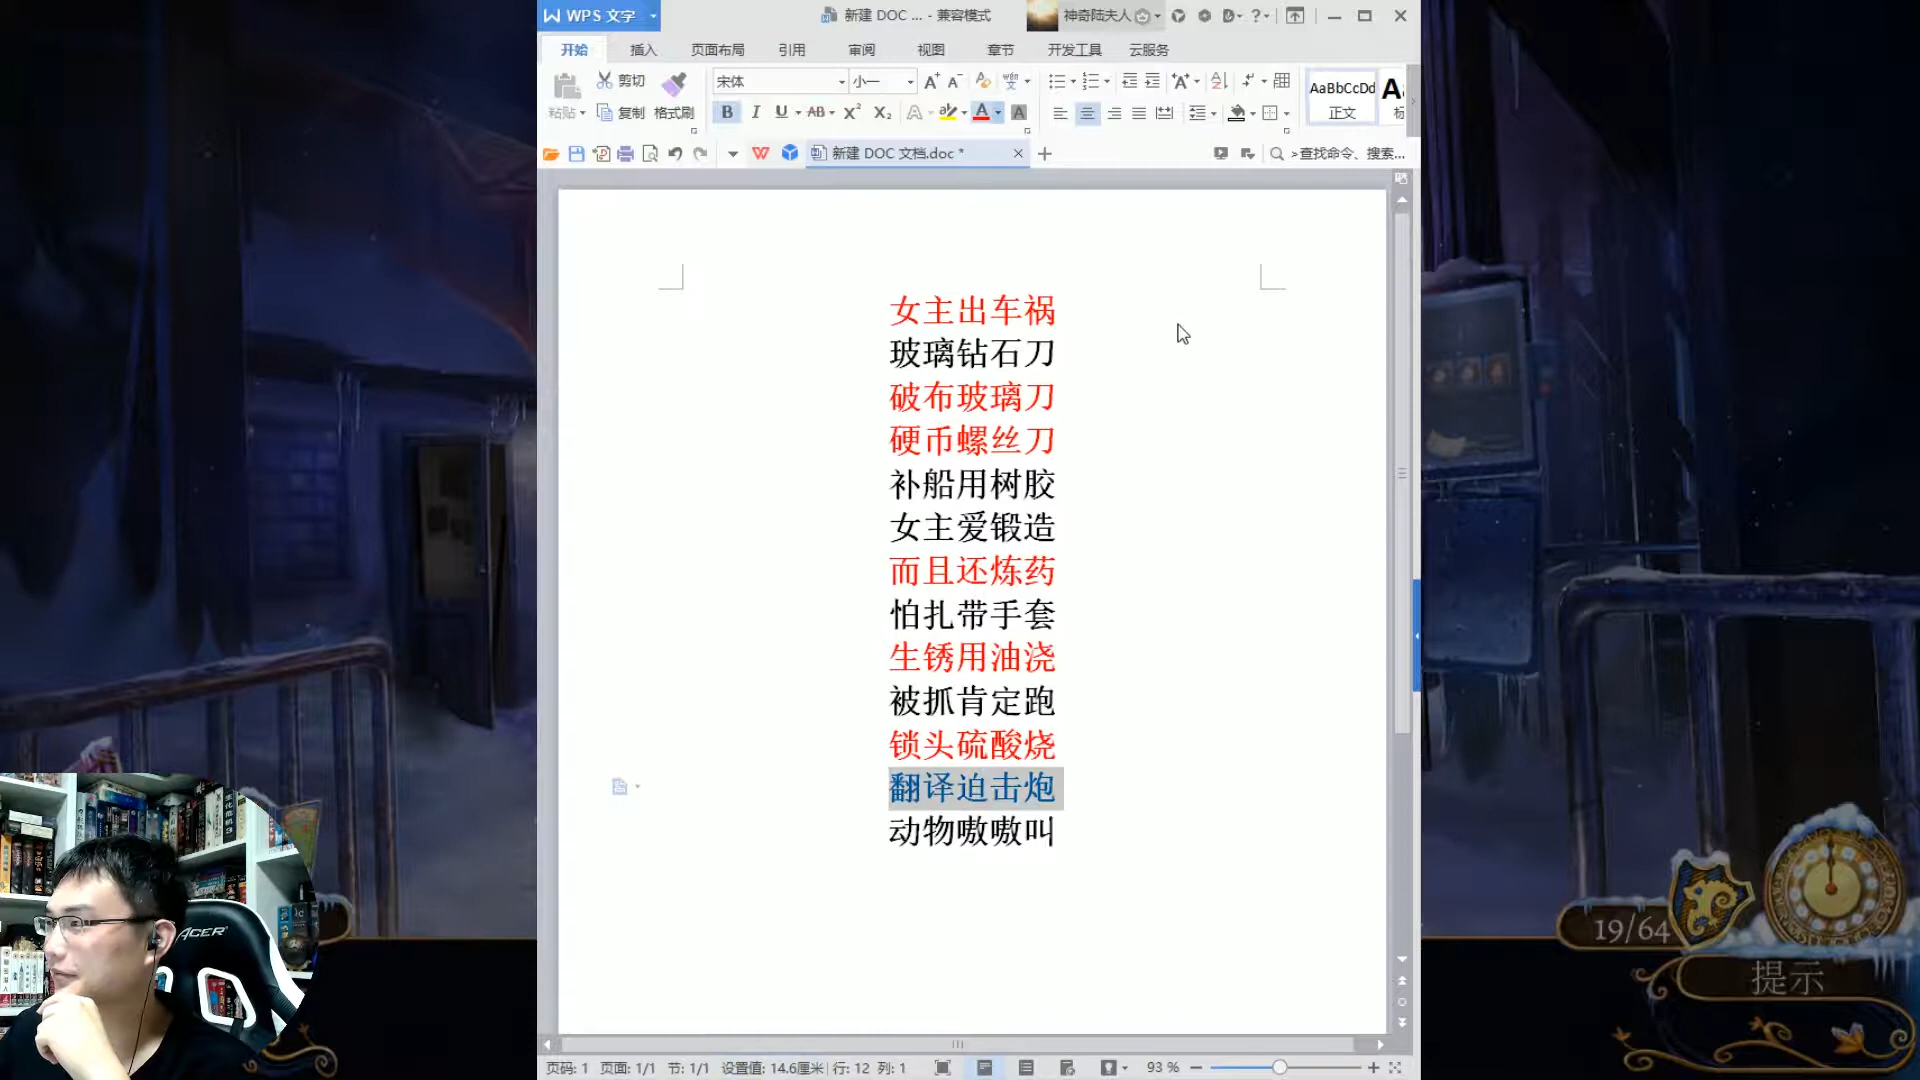 WPS 文字
新建 DOC ... - 兼容模式
神奇陆夫人
开始
插入
页面布局
引用
审阅
视图
章节
开发工具
云服务
粘贴
剪切
复制
格式刷
宋体
小一
AaBbCcDd
正文
新建 DOC 文档.doc *
>查找命令、搜索...
女主出车祸
玻璃钻石刀
破布玻璃刀
硬币螺丝刀
补船用树胶
女主爱锻造
而且还炼药
怕扎带手套
生锈用油浇
被抓肯定跑
锁头硫酸烧
翻译迫击炮
动物嗷嗷叫
ACER
19/64
提示
页码: 1 页面: 1/1 节: 1/1 设置值: 14.6厘米 行: 12 列: 1
93 %